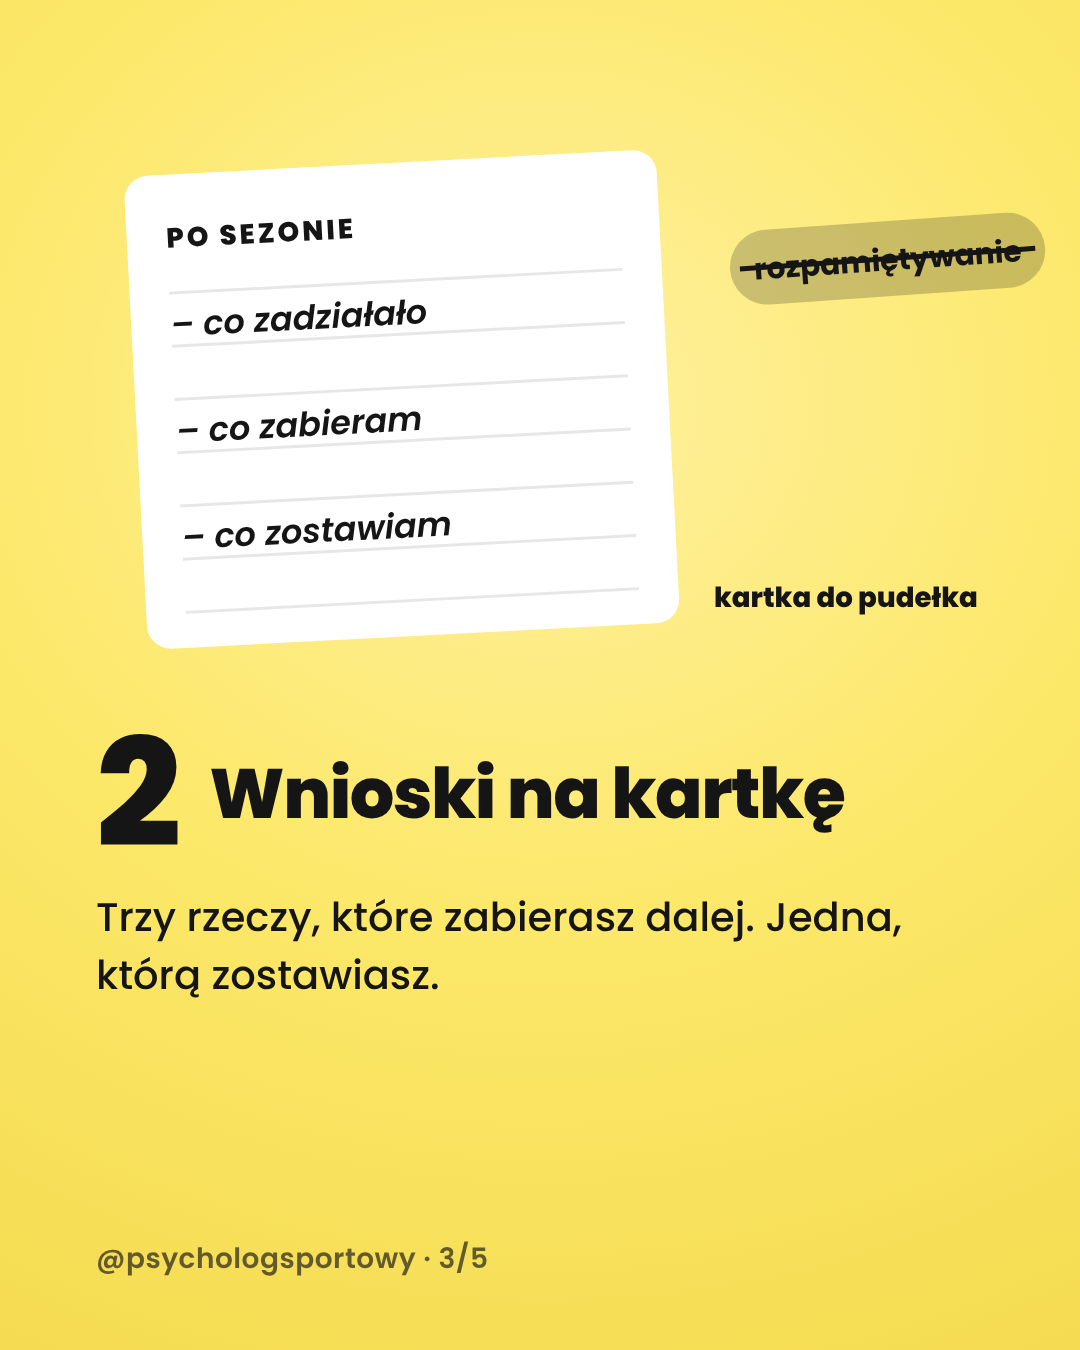 PO SEZONIE
– co zadziałało
– co zabieram
– co zostawiam
rozpamiętywanie
kartka do pudełka
2 Wnioski na kartkę
Trzy rzeczy, które zabierasz dalej. Jedna,
którą zostawiasz.
@psychologsportowy · 3/5